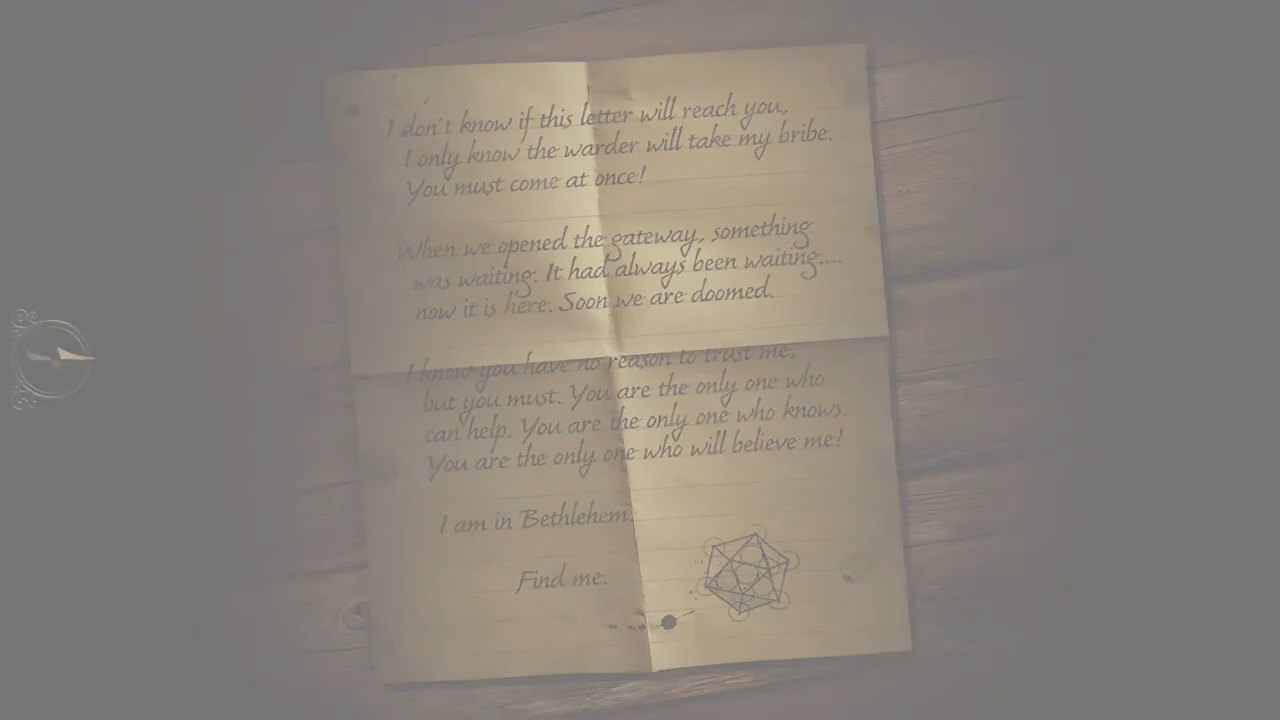 I don't know if this letter will reach you,
I only know the warder will take my bribe.
You must come at once!
When we opened the gateway, something
was waiting. It had always been waiting....
now it is here. Soon we are doomed.
I know you have no reason to trust me,
but you must. You are the only one who
can help. You are the only one who knows.
You are the only one who will believe me!
I am in Bethlehem.
Find me.